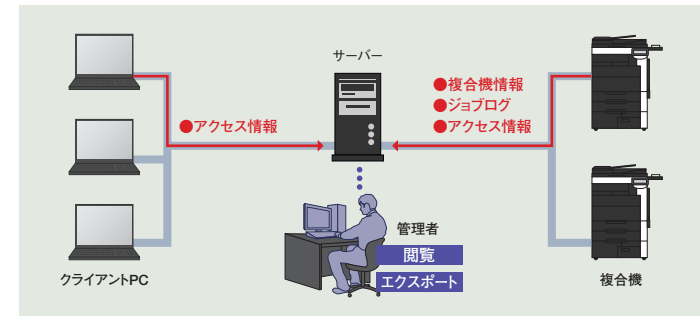 サーバー
●複合機情報
●ジョブログ
●アクセス情報
●アクセス情報
管理者
閲覧
エクスポート
クライアントPC
複合機